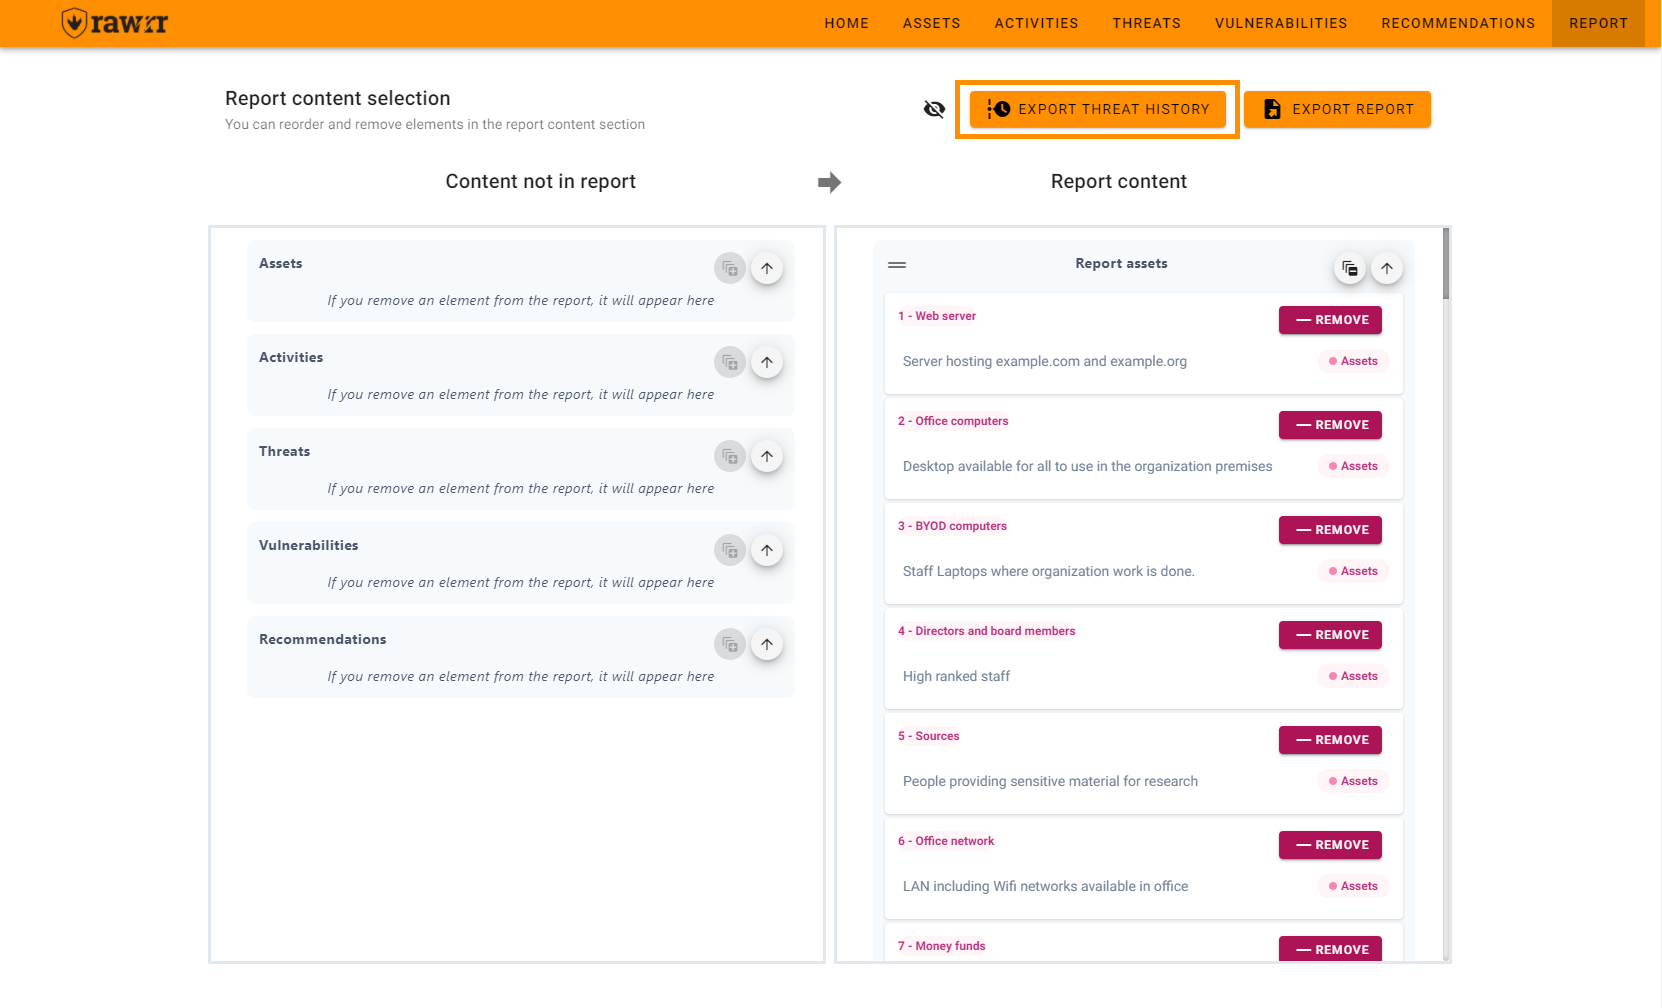 rawrr
HOME ASSETS ACTIVITIES THREATS VULNERABILITIES RECOMMENDATIONS REPORT
Report content selection
You can reorder and remove elements in the report content section
EXPORT THREAT HISTORY
EXPORT REPORT
Content not in report
Report content
Assets
If you remove an element from the report, it will appear here
Activities
If you remove an element from the report, it will appear here
Threats
If you remove an element from the report, it will appear here
Vulnerabilities
If you remove an element from the report, it will appear here
Recommendations
If you remove an element from the report, it will appear here
Report assets
1 - Web server
REMOVE
Server hosting example.com and example.org
Assets
2 - Office computers
REMOVE
Desktop available for all to use in the organization premises
Assets
3 - BYOD computers
REMOVE
Staff Laptops where organization work is done.
Assets
4 - Directors and board members
REMOVE
High ranked staff
Assets
5 - Sources
REMOVE
People providing sensitive material for research
Assets
6 - Office network
REMOVE
LAN including Wifi networks available in office
Assets
7 - Money funds
REMOVE